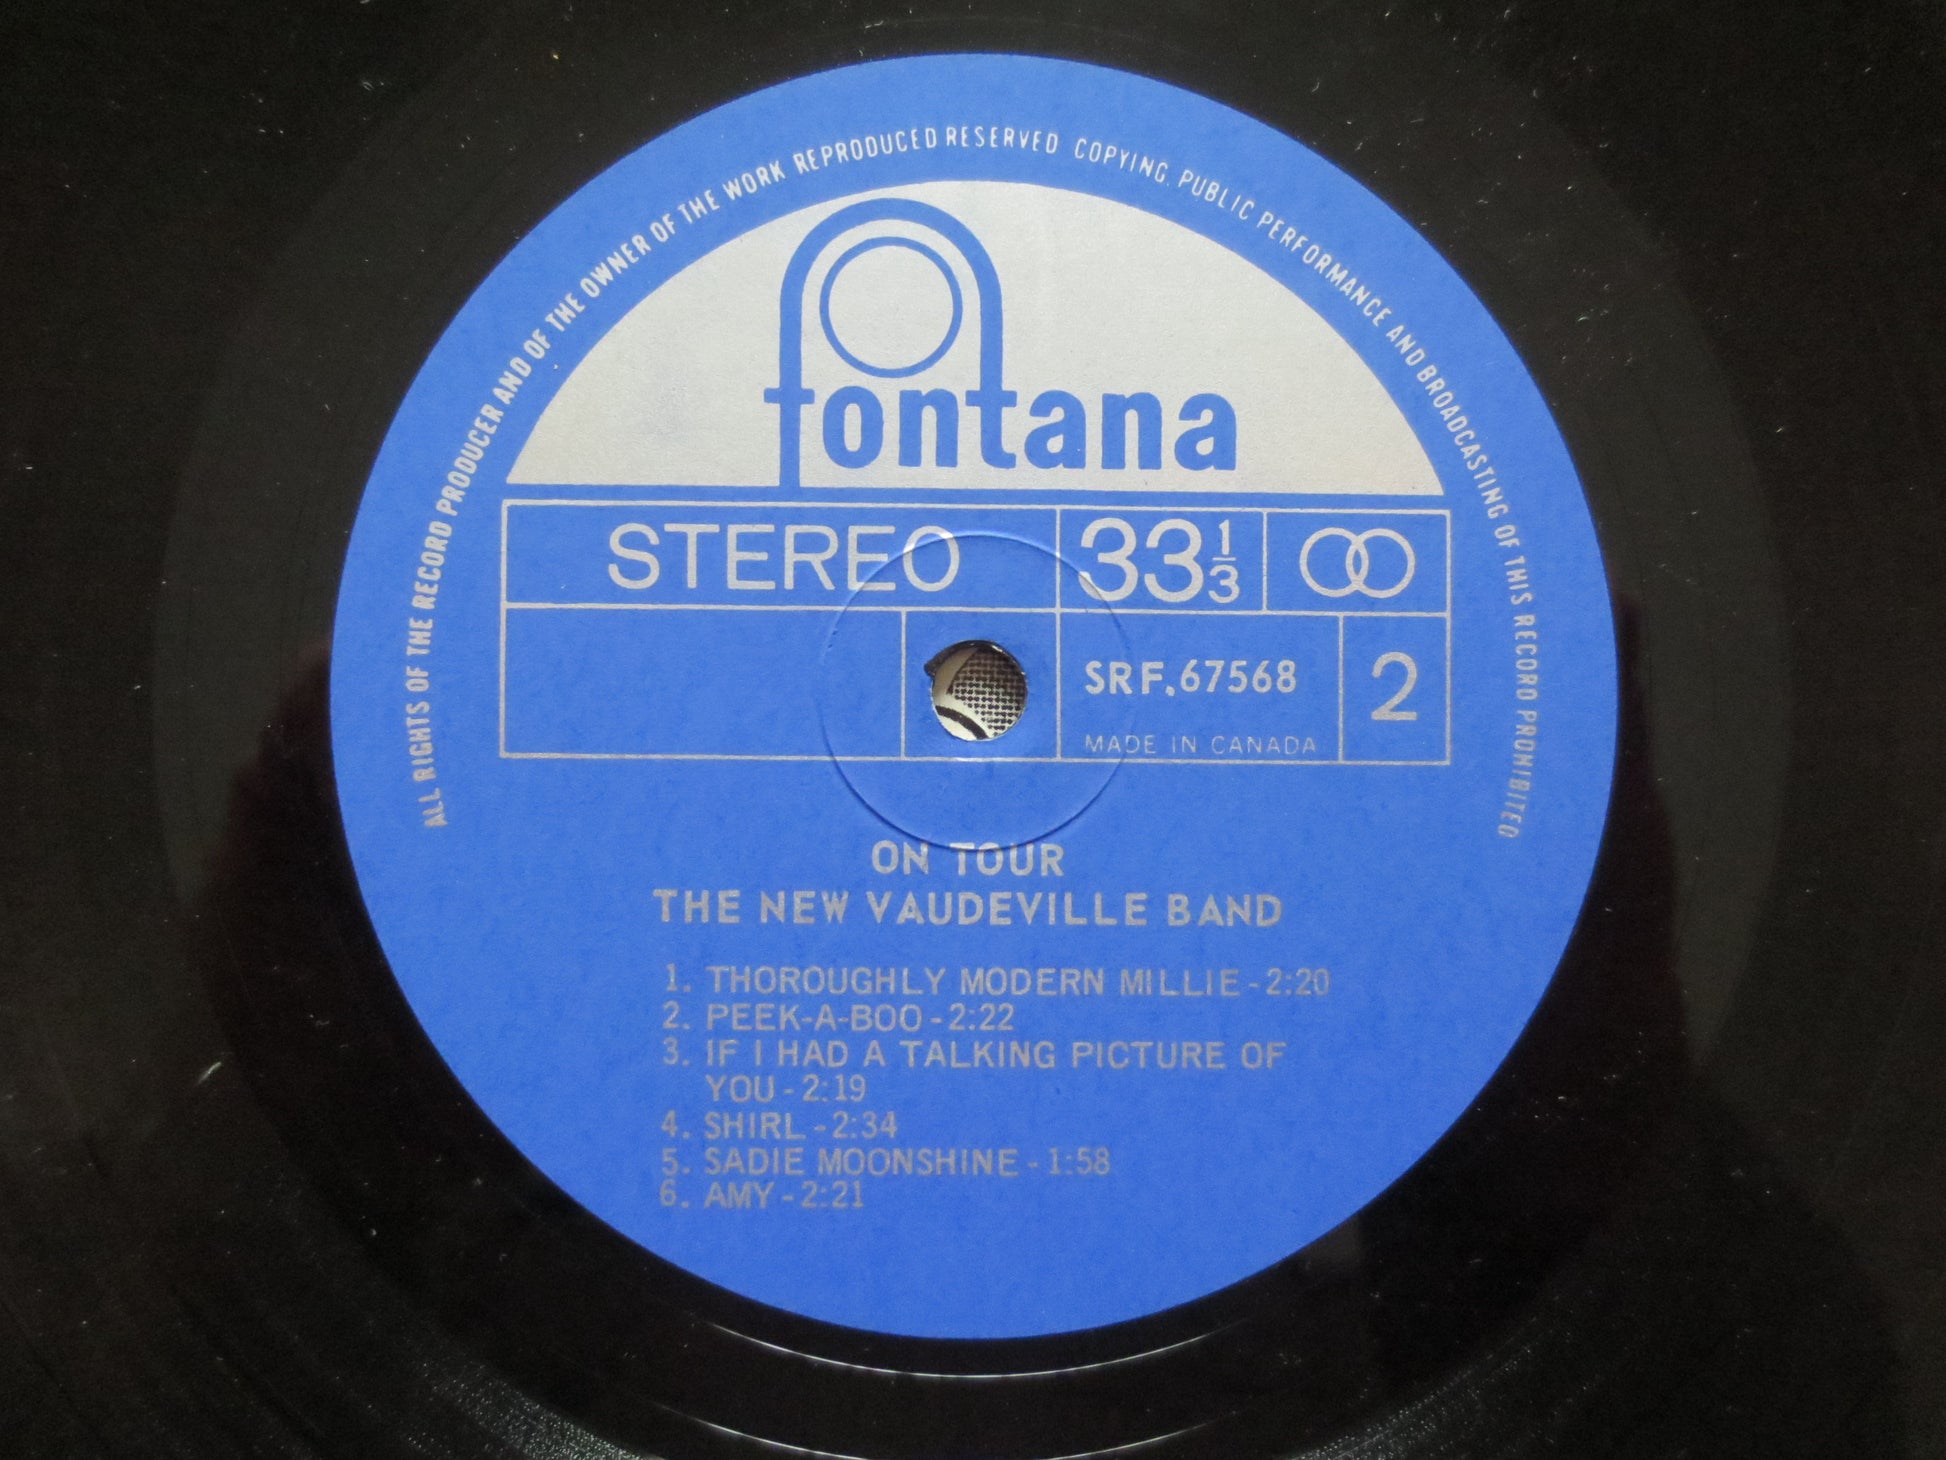 ALL RIGHTS OF THE RECORD PRODUCER AND OF THE OWNER OF THE WORK REPRODUCED RESERVED COPYING. PUBLIC PERFORMANCE AND BROADCASTING OF THIS RECORD PROHIBITED
fontana
STEREO 33 1/3
SRF.67568 2
MADE IN CANADA
ON TOUR
THE NEW VAUDEVILLE BAND
1. THOROUGHLY MODERN MILLIE - 2:20
2. PEEK-A-BOO - 2:22
3. IF I HAD A TALKING PICTURE OF
YOU - 2:19
4. SHIRL - 2:34
5. SADIE MOONSHINE - 1:58
6. AMY - 2:21